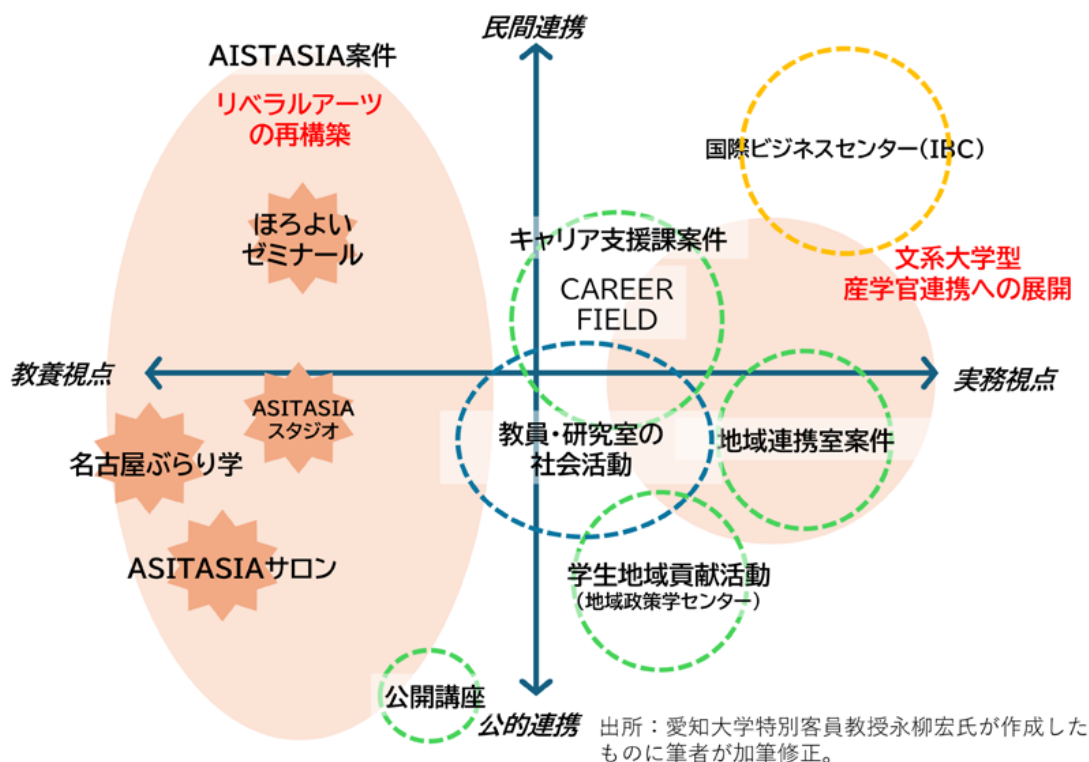 民間連携
AISTASIA案件
リベラルアーツ
の再構築
国際ビジネスセンター(IBC)
ほろよい
ゼミナール
キャリア支援課案件
CAREER
FIELD
文系大学型
産学官連携への展開
教養視点
実務視点
ASITASIA
スタジオ
名古屋ぶらり学
教員・研究室の
社会活動
地域連携室案件
ASITASIAサロン
学生地域貢献活動
(地域政策学センター)
公開講座
公的連携
出所：愛知大学特別客員教授永柳宏氏が作成した
ものに筆者が加筆修正。